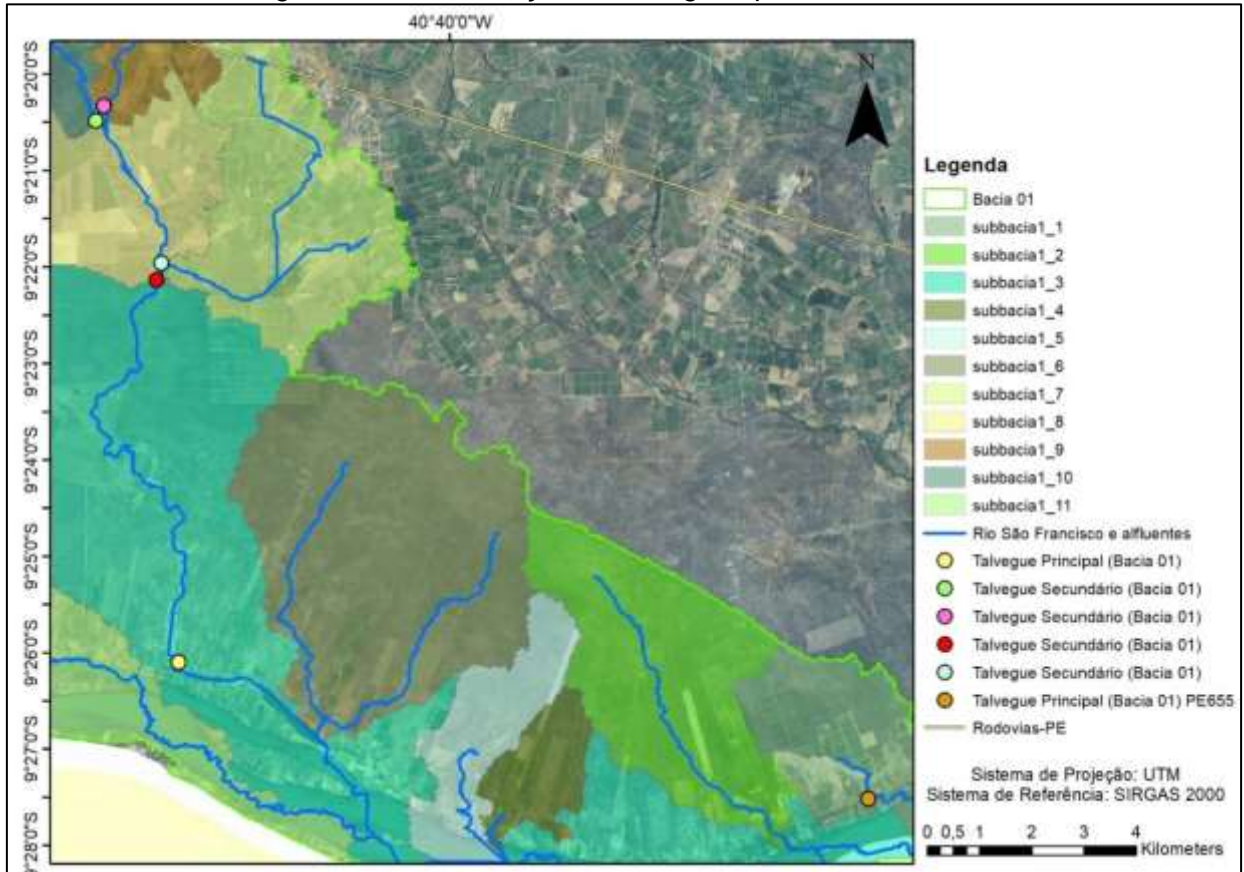 40°40'0"W
9°20'0"S
9°21'0"S
9°22'0"S
9°23'0"S
9°24'0"S
9°25'0"S
9°26'0"S
9°27'0"S
9°28'0"S
N
Legenda
Bacia 01
subbacia1_1
subbacia1_2
subbacia1_3
subbacia1_4
subbacia1_5
subbacia1_6
subbacia1_7
subbacia1_8
subbacia1_9
subbacia1_10
subbacia1_11
Rio São Francisco e alfluentes
Talvegue Principal (Bacia 01)
Talvegue Secundário (Bacia 01)
Talvegue Secundário (Bacia 01)
Talvegue Secundário (Bacia 01)
Talvegue Secundário (Bacia 01)
Talvegue Principal (Bacia 01) PE655
Rodovias-PE
Sistema de Projeção: UTM
Sistema de Referência: SIRGAS 2000
0 0,5 1 2 3 4
Kilometers